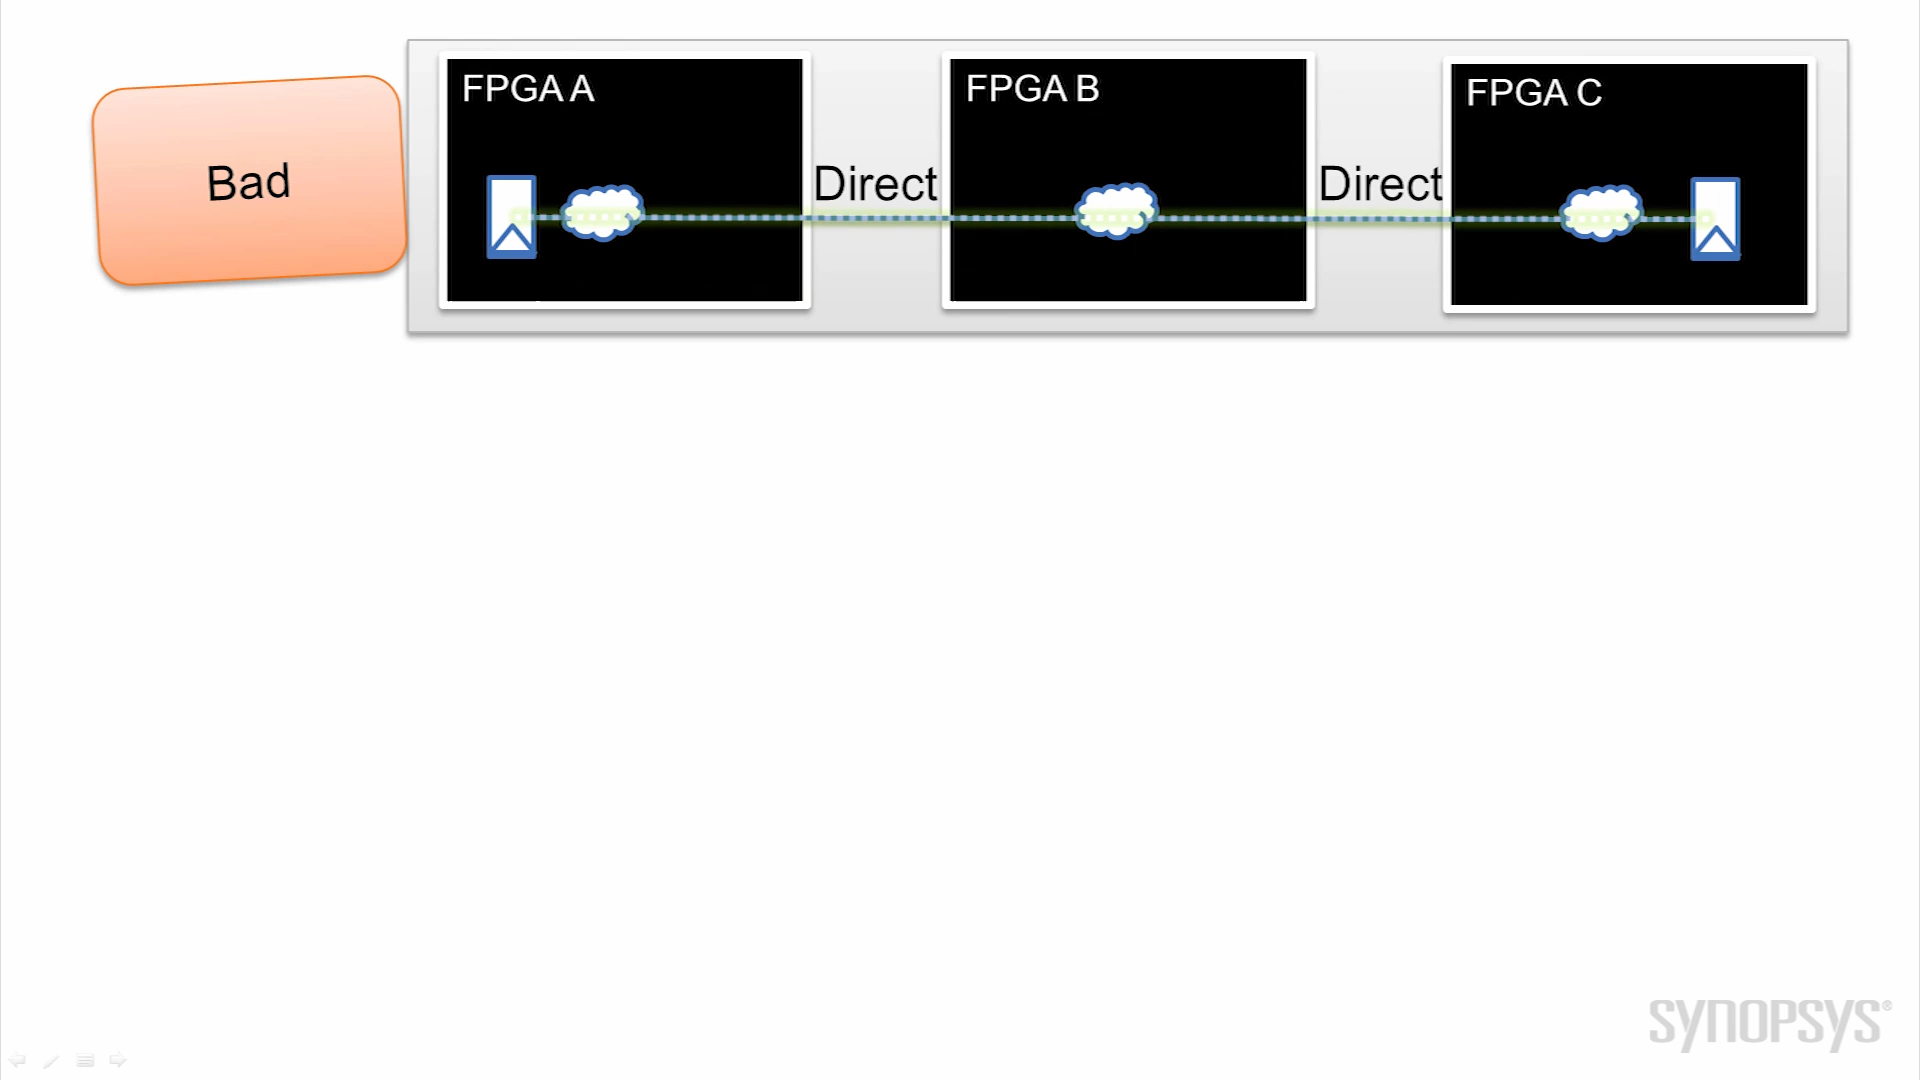 Bad
FPGA A
Direct
FPGA B
Direct
FPGA C
SYNOPSYS®